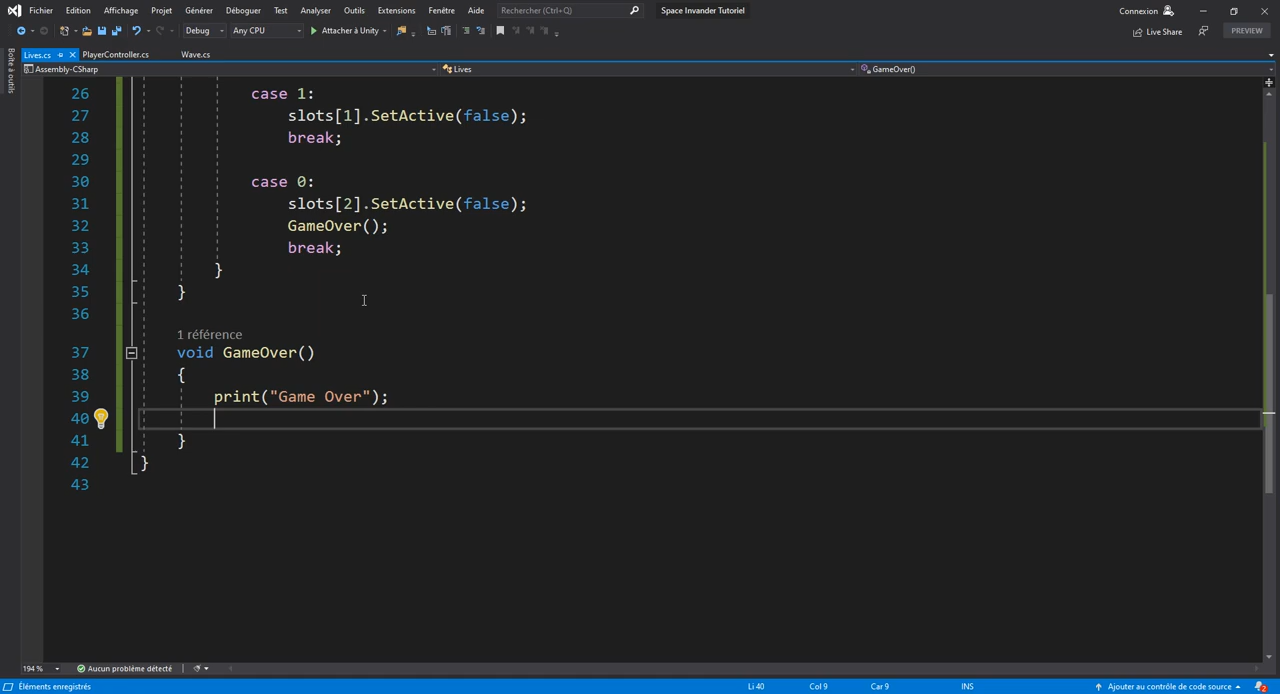 Fichier Edition Affichage Projet Générer Déboguer Test Analyser Outils Extensions Fenêtre Aide Rechercher (Ctrl+Q) Space Invander Tutoriel Connexion
Debug Any CPU Attacher à Unity Live Share PREVIEW
Boîte à outils
Lives.cs PlayerController.cs Wave.cs
Assembly-CSharp Lives GameOver()
26 case 1:
27 slots[1].SetActive(false);
28 break;
29
30 case 0:
31 slots[2].SetActive(false);
32 GameOver();
33 break;
34 }
35 }
36
1 référence
37 void GameOver()
38 {
39 print("Game Over");
40
41 }
42 }
43
194 % Aucun problème détecté
Éléments enregistrés Li 40 Col 9 Car 9 INS Ajouter au contrôle de code source 2